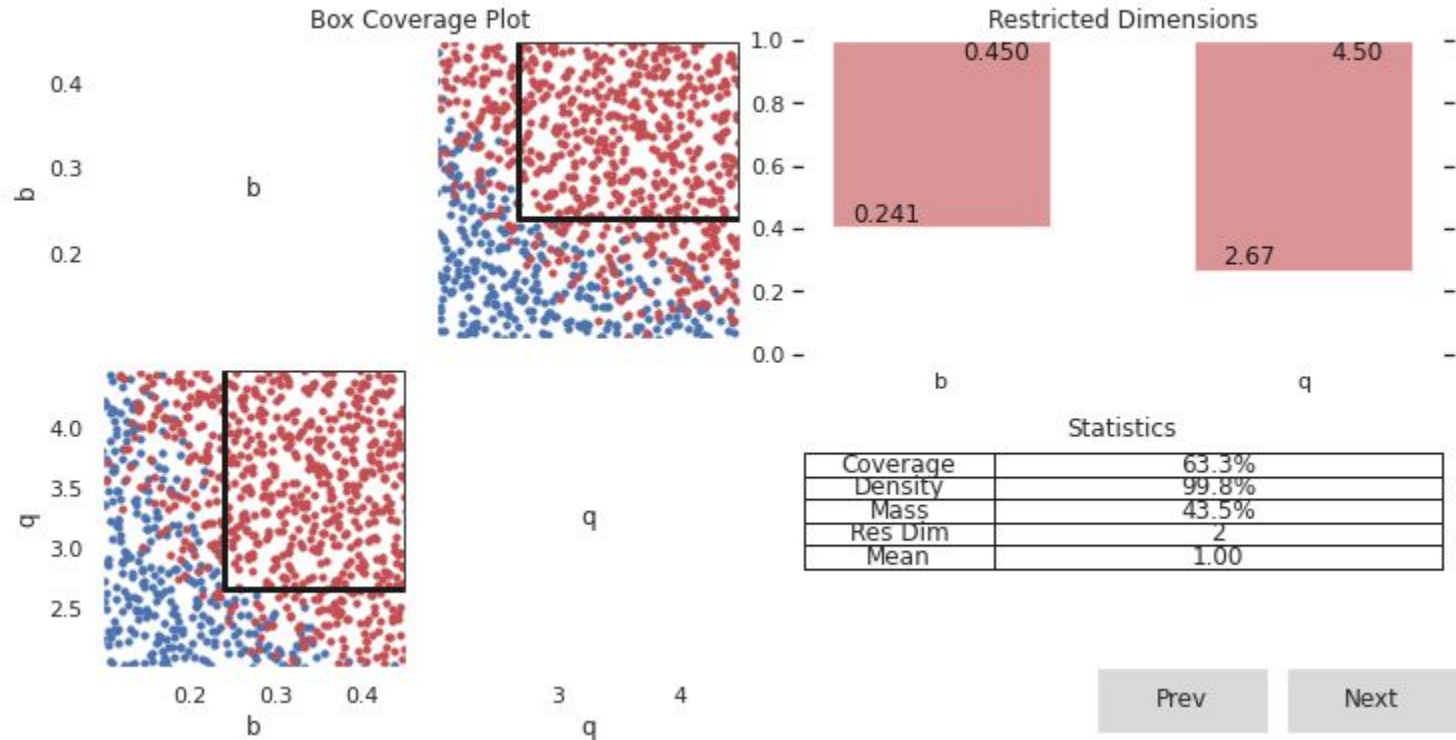 Box Coverage Plot
0.4
0.3
0.2
b
b
Restricted Dimensions
1.0
0.8
0.6
0.4
0.2
0.0
0.450
0.241
4.50
2.67
b
q
4.0
3.5
3.0
2.5
q
q
0.2 0.3 0.4
b
3 4
q
Statistics
Coverage 63.3%
Density 99.8%
Mass 43.5%
Res Dim 2
Mean 1.00
Prev Next